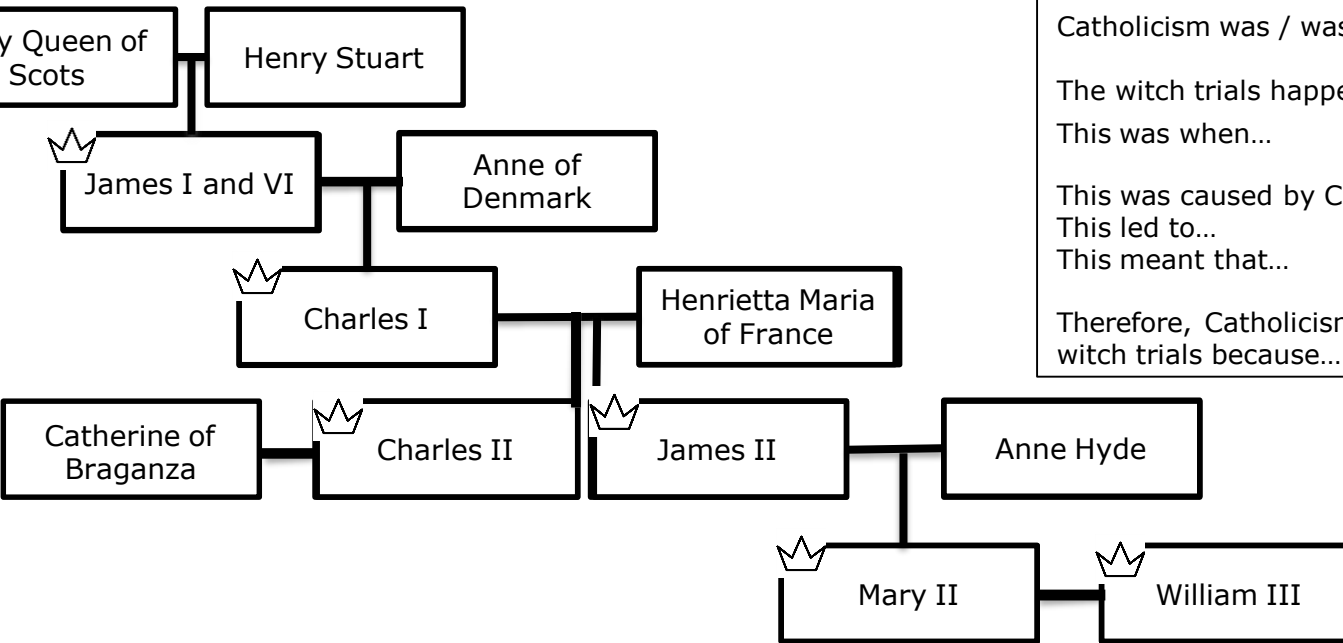 Queen of
Scots
Henry Stuart
James I and VI
Anne of
Denmark
Charles I
Henrietta Maria
of France
Catherine of
Braganza
Charles II
James II
Anne Hyde
Mary II
William III
Catholicism was / was
The witch trials
This was when…
This was caused by
This led to…
This meant that…
Therefore, Catholicism
witch trials because…